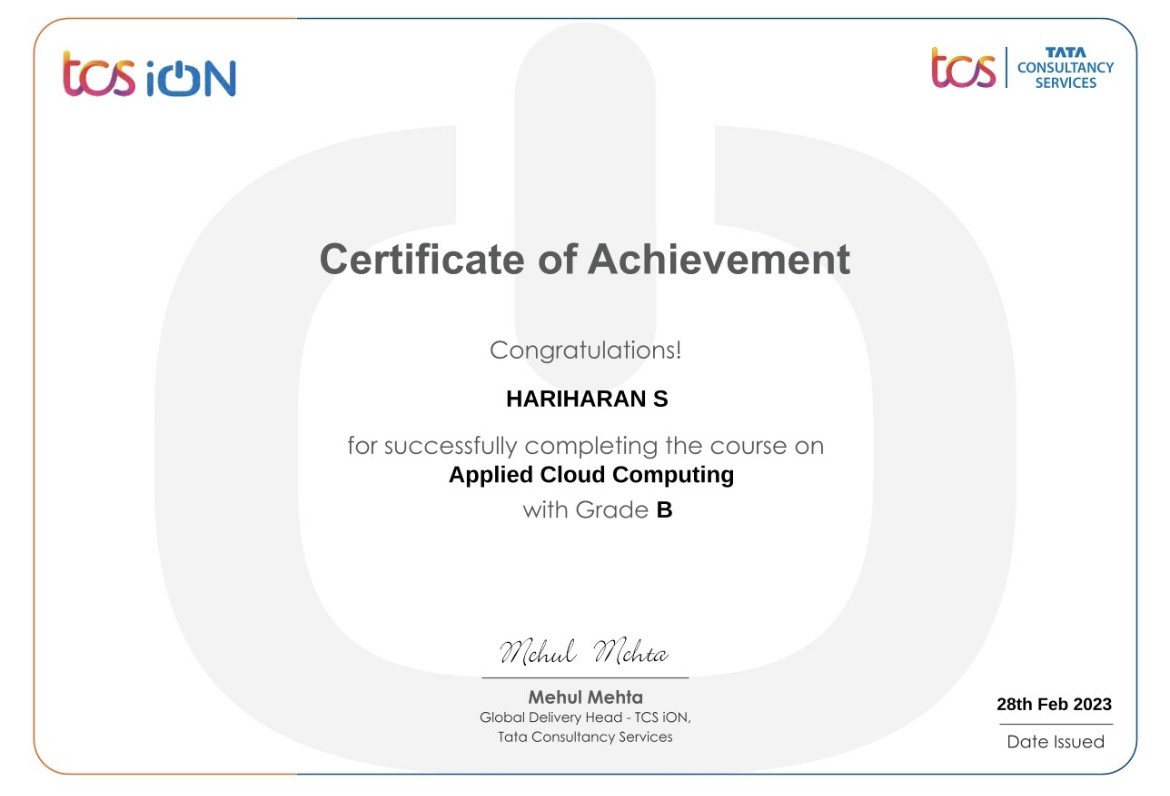 tcs iON
tcs TATA
CONSULTANCY
SERVICES
Certificate of Achievement
Congratulations!
HARIHARAN S
for successfully completing the course on
Applied Cloud Computing
with Grade B
Mehul Mehta
Mehul Mehta
Global Delivery Head - TCS iON,
Tata Consultancy Services
28th Feb 2023
Date Issued